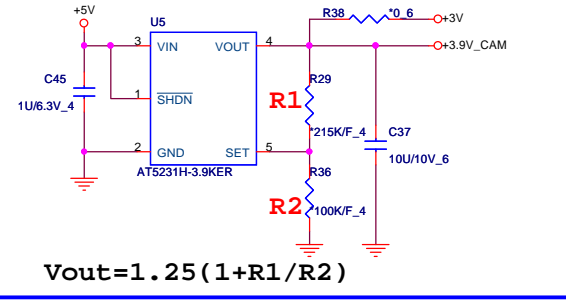 +5V
U5
R38
*0_6
+3V
3
VIN
VOUT
4
+3.9V_CAM
C45
1U/6.3V_4
1
SHDN
R29
R1
*215K/F_4
C37
10U/10V_6
2
GND
SET
5
AT5231H-3.9KER
R36
R2
*100K/F_4
Vout=1.25(1+R1/R2)